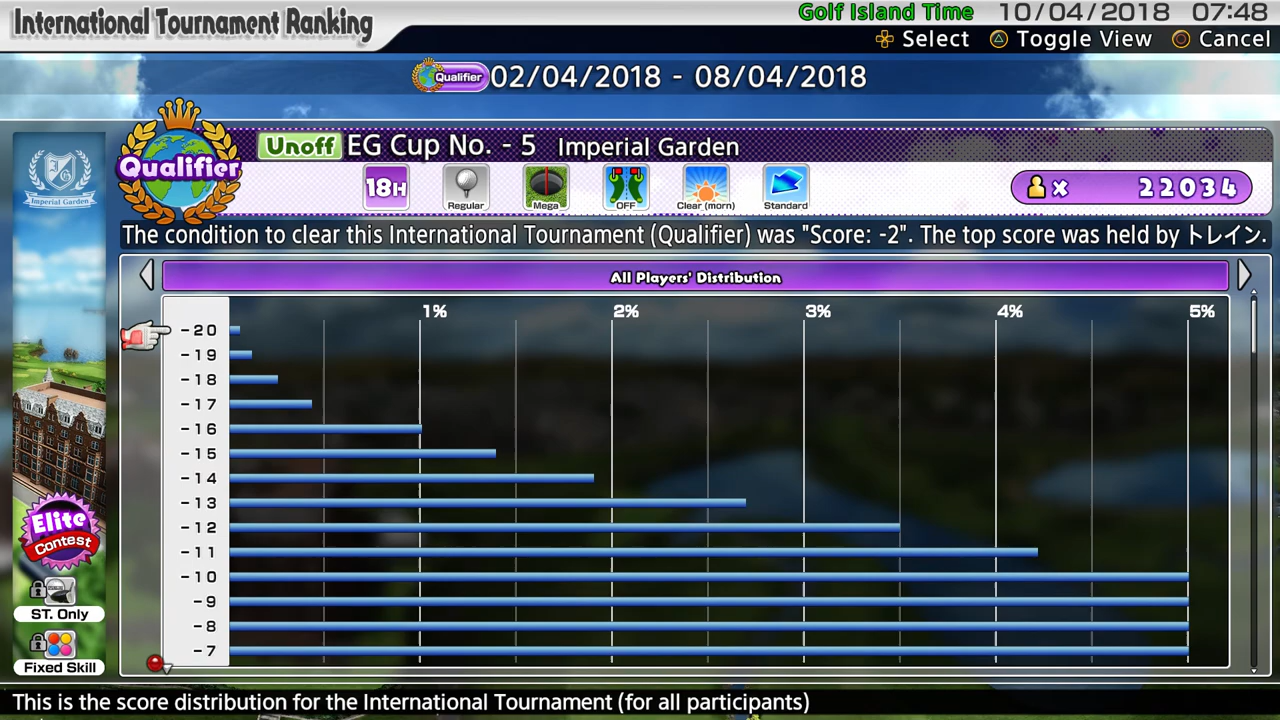 International Tournament Ranking
Golf Island Time 10/04/2018 07:48
Select Toggle View Cancel
Qualifier 02/04/2018 - 08/04/2018
Qualifier
Unoff EG Cup No. - 5 Imperial Garden
Imperial Garden
18H Regular Mega OFF Clear (morn) Standard
x 22034
The condition to clear this International Tournament (Qualifier) was "Score: -2". The top score was held by トレイン.
All Players' Distribution
1% 2% 3% 4% 5%
-20
-19
-18
-17
-16
-15
-14
-13
-12
-11
-10
-9
-8
-7
Elite
Contest
ST. Only
Fixed Skill
This is the score distribution for the International Tournament (for all participants)